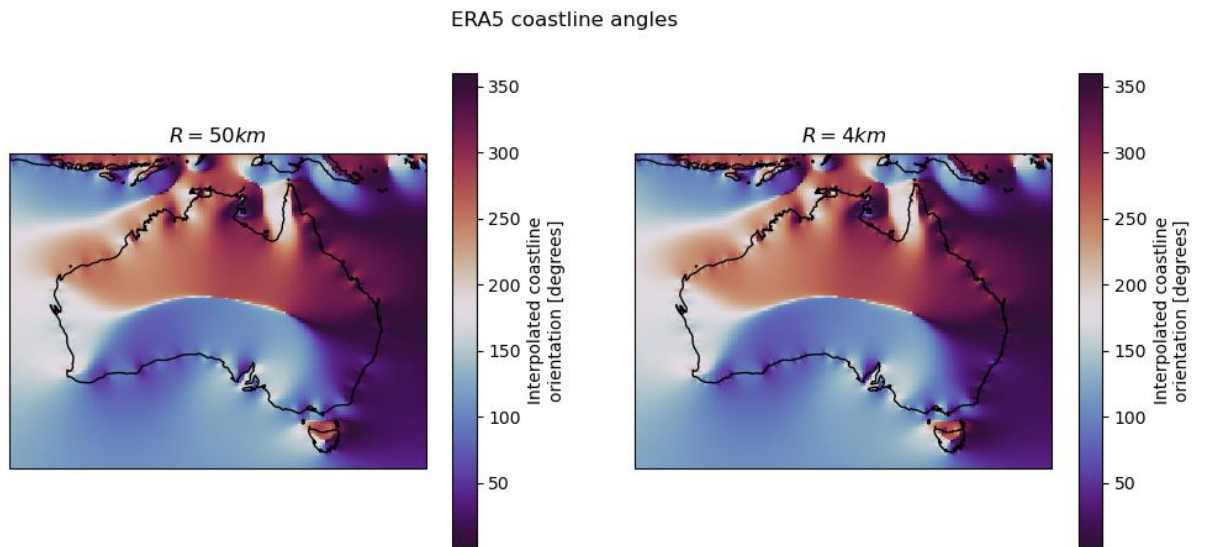 ERA5 coastline angles
R = 50km
350
300
250
200
150
100
50
Interpolated coastline
orientation [degrees]
R = 4km
350
300
250
200
150
100
50
Interpolated coastline
orientation [degrees]